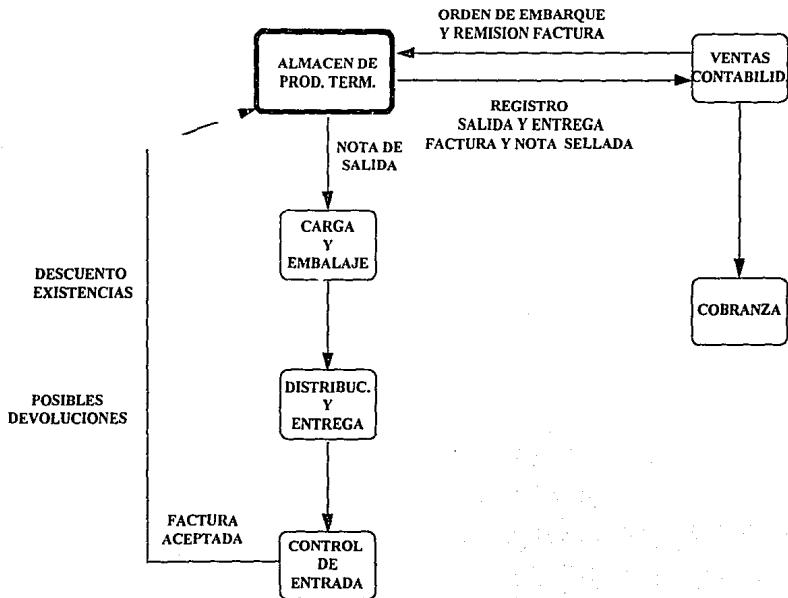 ORDEN DE EMBARQUE
Y REMISION FACTURA
ALMACEN DE
PROD. TERM.
VENTAS
CONTABILID.
REGISTRO
SALIDA Y ENTREGA
FACTURA Y NOTA SELLADA
NOTA DE
SALIDA
CARGA
Y
EMBALAJE
DESCUENTO
EXISTENCIAS
COBRANZA
DISTRIBUC.
Y
ENTREGA
POSIBLES
DEVOLUCIONES
FACTURA
ACEPTADA
CONTROL
DE
ENTRADA